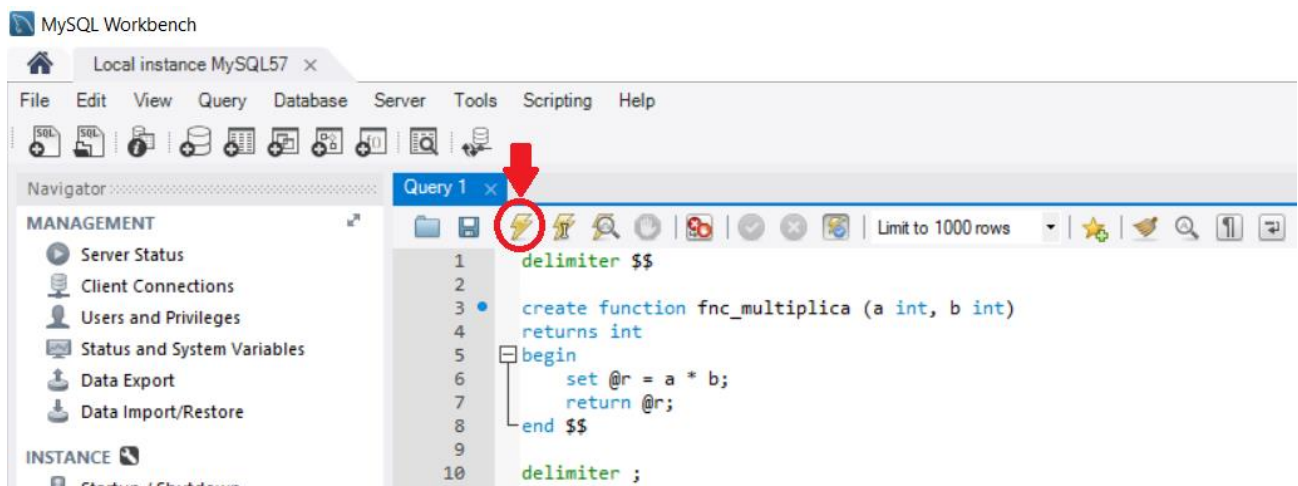 MySQL Workbench
Local instance MySQL57
File Edit View Query Database Server Tools Scripting Help
SQL SQL
Navigator
Query 1
MANAGEMENT
Limit to 1000 rows
Server Status
Client Connections
Users and Privileges
Status and System Variables
Data Export
Data Import/Restore
INSTANCE
1 delimiter $$
2
3 create function fnc_multiplica (a int, b int)
4 returns int
5 begin
6 set @r = a * b;
7 return @r;
8 end $$
9
10 delimiter ;